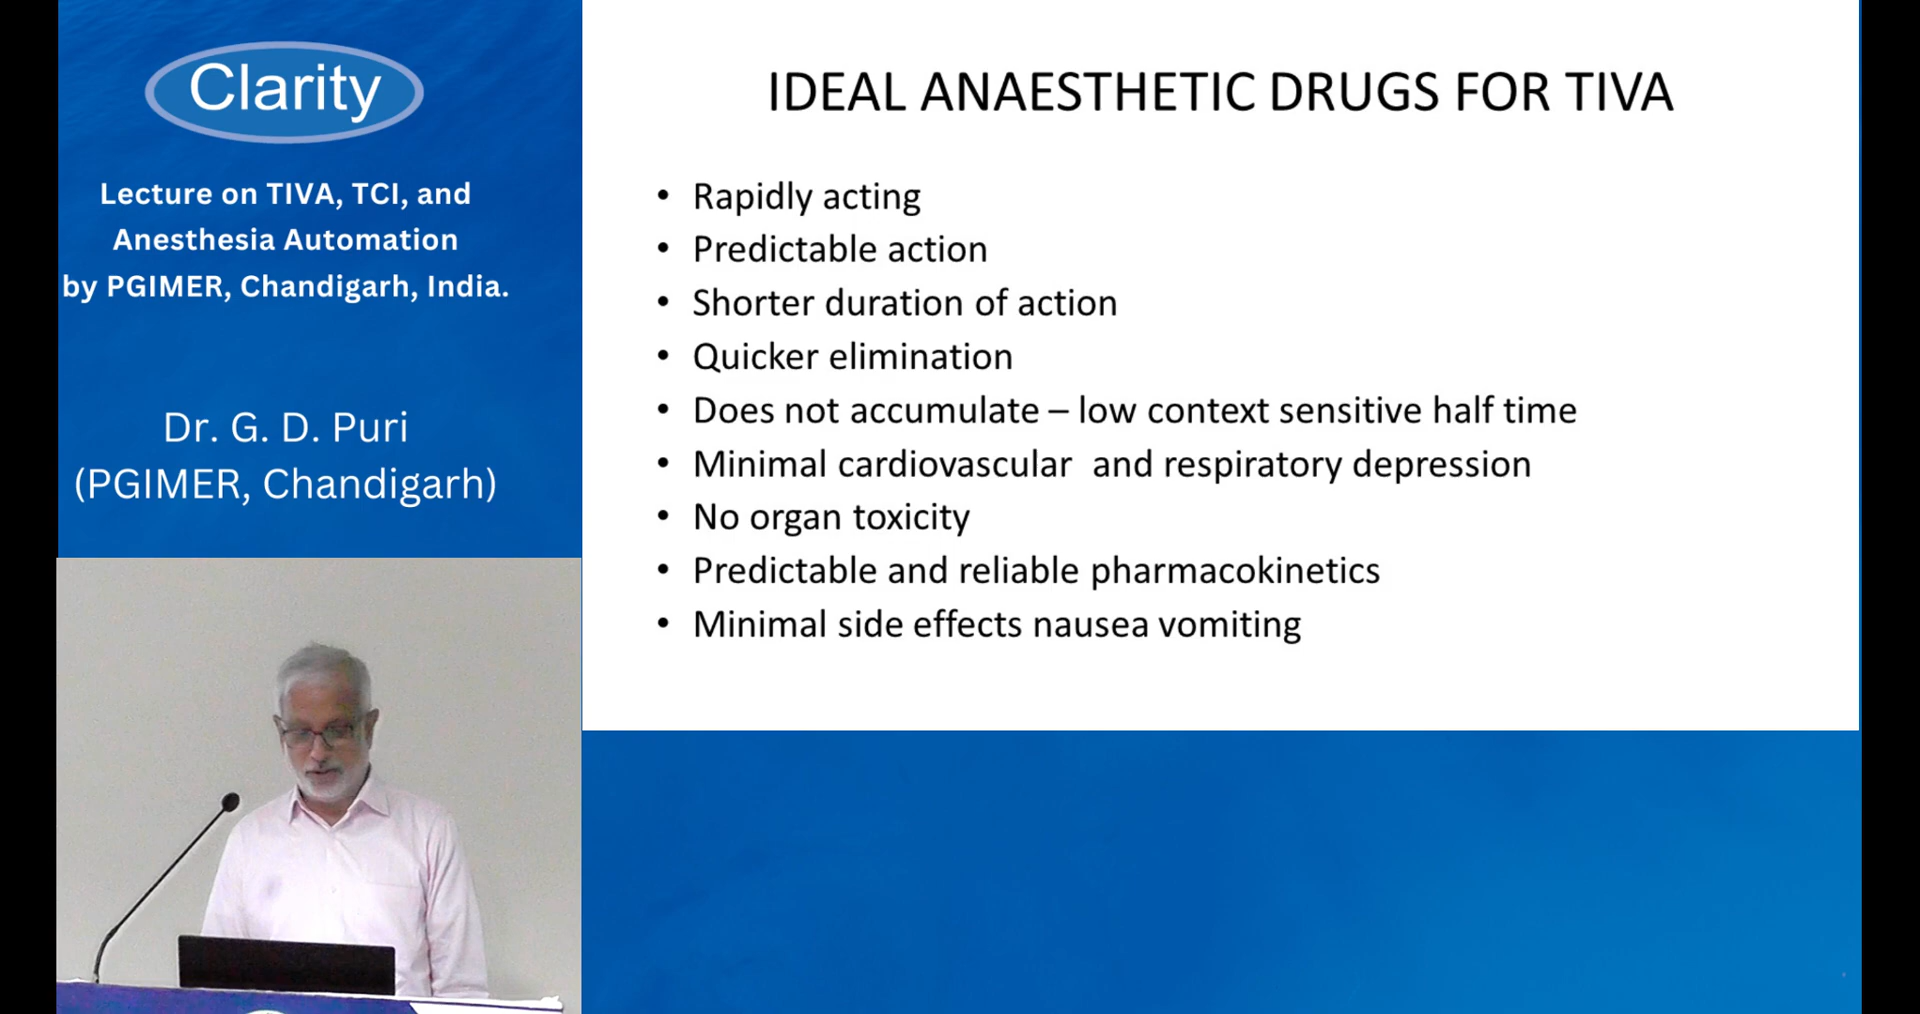 Clarity
Lecture on TIVA, TCI, and
Anesthesia Automation
by PGIMER, Chandigarh, India.
Dr. G. D. Puri
(PGIMER, Chandigarh)
IDEAL ANAESTHETIC DRUGS FOR TIVA
• Rapidly acting
• Predictable action
• Shorter duration of action
• Quicker elimination
• Does not accumulate – low context sensitive half time
• Minimal cardiovascular  and respiratory depression
• No organ toxicity
• Predictable and reliable pharmacokinetics
• Minimal side effects nausea vomiting